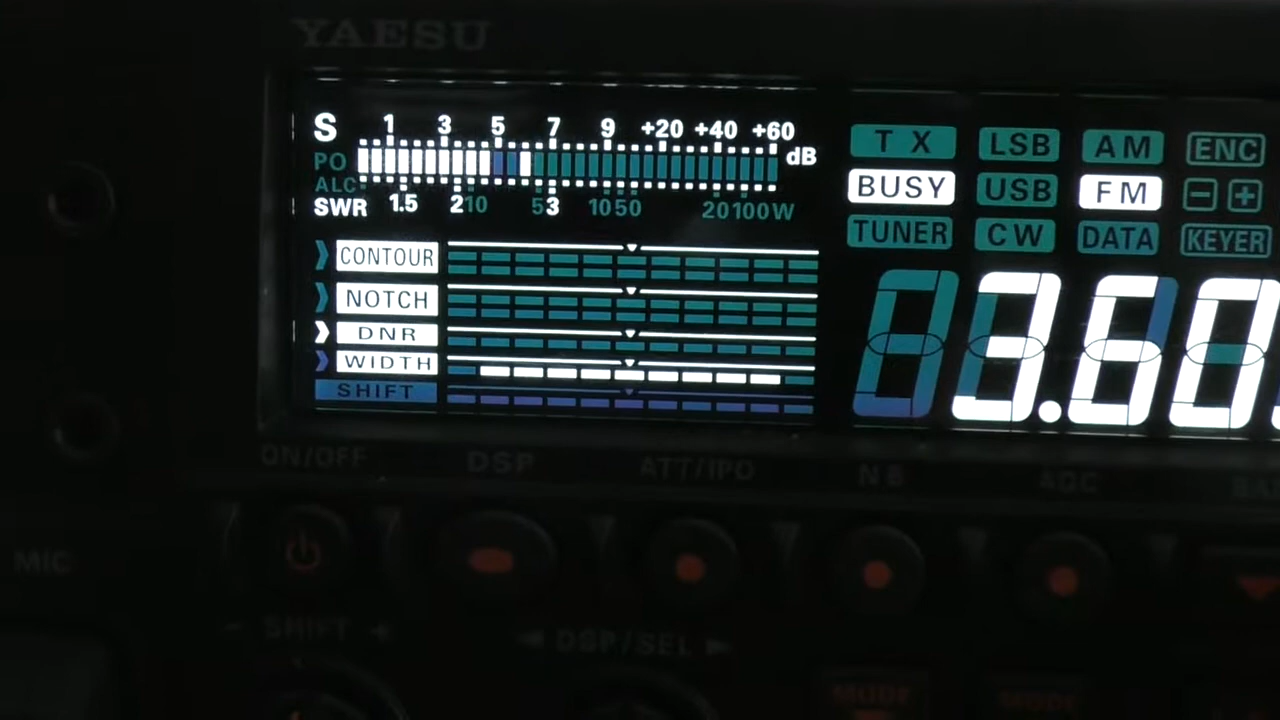 YAESU
S 1 3 5 7 9 +20 +40 +60
PO dB
ALC
SWR 1.5 2 10 5 3 10 50 20 100W
TX LSB AM ENC
BUSY USB FM − +
TUNER CW DATA KEYER
CONTOUR
NOTCH
DNR
WIDTH
SHIFT
3.60
ON/OFF DSP ATT/IPO NB AGC
MIC
− SHIFT + DSP/SEL
MODE MODE